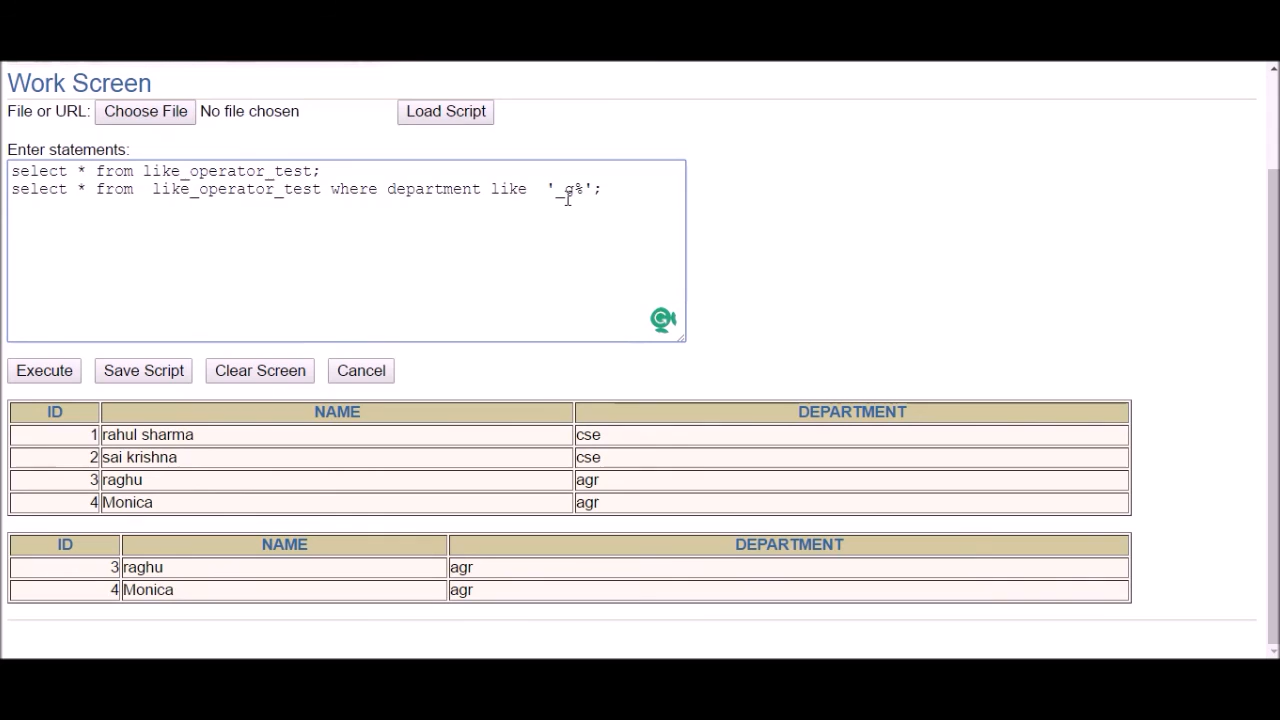 Work Screen
File or URL: Choose File No file chosen Load Script
Enter statements:
select * from like_operator_test;
select * from  like_operator_test where department like  '_g%';
Execute Save Script Clear Screen Cancel
ID NAME DEPARTMENT
1 rahul sharma cse
2 sai krishna cse
3 raghu agr
4 Monica agr
ID NAME DEPARTMENT
3 raghu agr
4 Monica agr